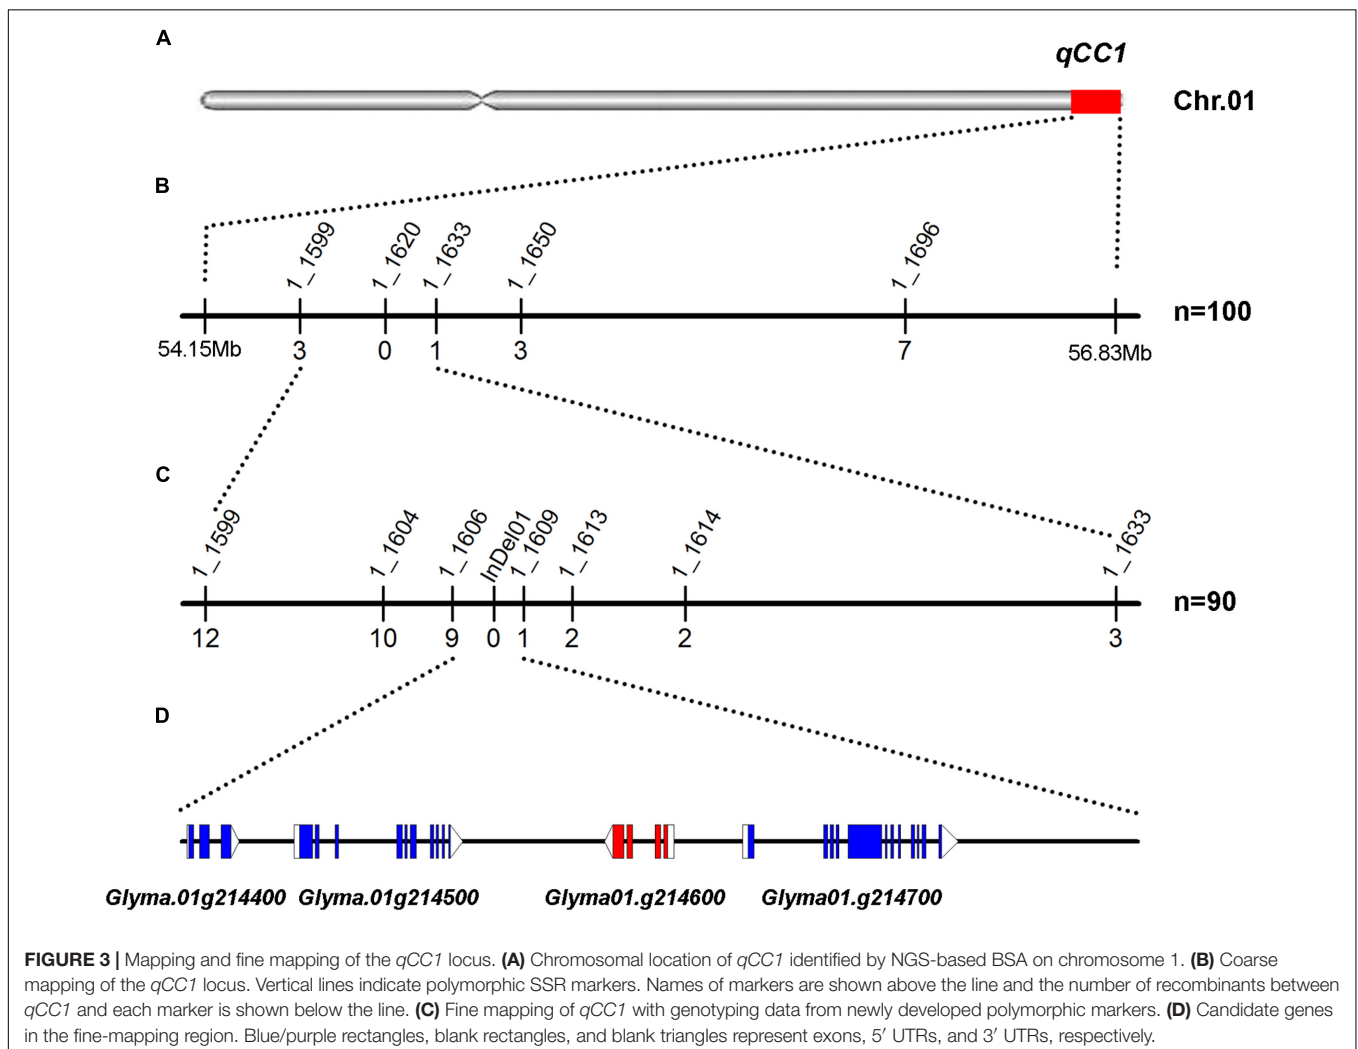 A
qCC1
Chr.01
B
1_1599 1_1620 1_1633 1_1650 1_1696
n=100
54.15Mb 3 0 1 3 7 56.83Mb
C
1_1599 1_1604 1_1606 InDel01 1_1609 1_1613 1_1614 1_1633
n=90
12 10 9 0 1 2 2 3
D
Glyma.01g214400 Glyma.01g214500 Glyma01.g214600 Glyma01.g214700
FIGURE 3 | Mapping and fine mapping of the qCC1 locus. (A) Chromosomal location of qCC1 identified by NGS-based BSA on chromosome 1. (B) Coarse
mapping of the qCC1 locus. Vertical lines indicate polymorphic SSR markers. Names of markers are shown above the line and the number of recombinants between
qCC1 and each marker is shown below the line. (C) Fine mapping of qCC1 with genotyping data from newly developed polymorphic markers. (D) Candidate genes
in the fine-mapping region. Blue/purple rectangles, blank rectangles, and blank triangles represent exons, 5′ UTRs, and 3′ UTRs, respectively.